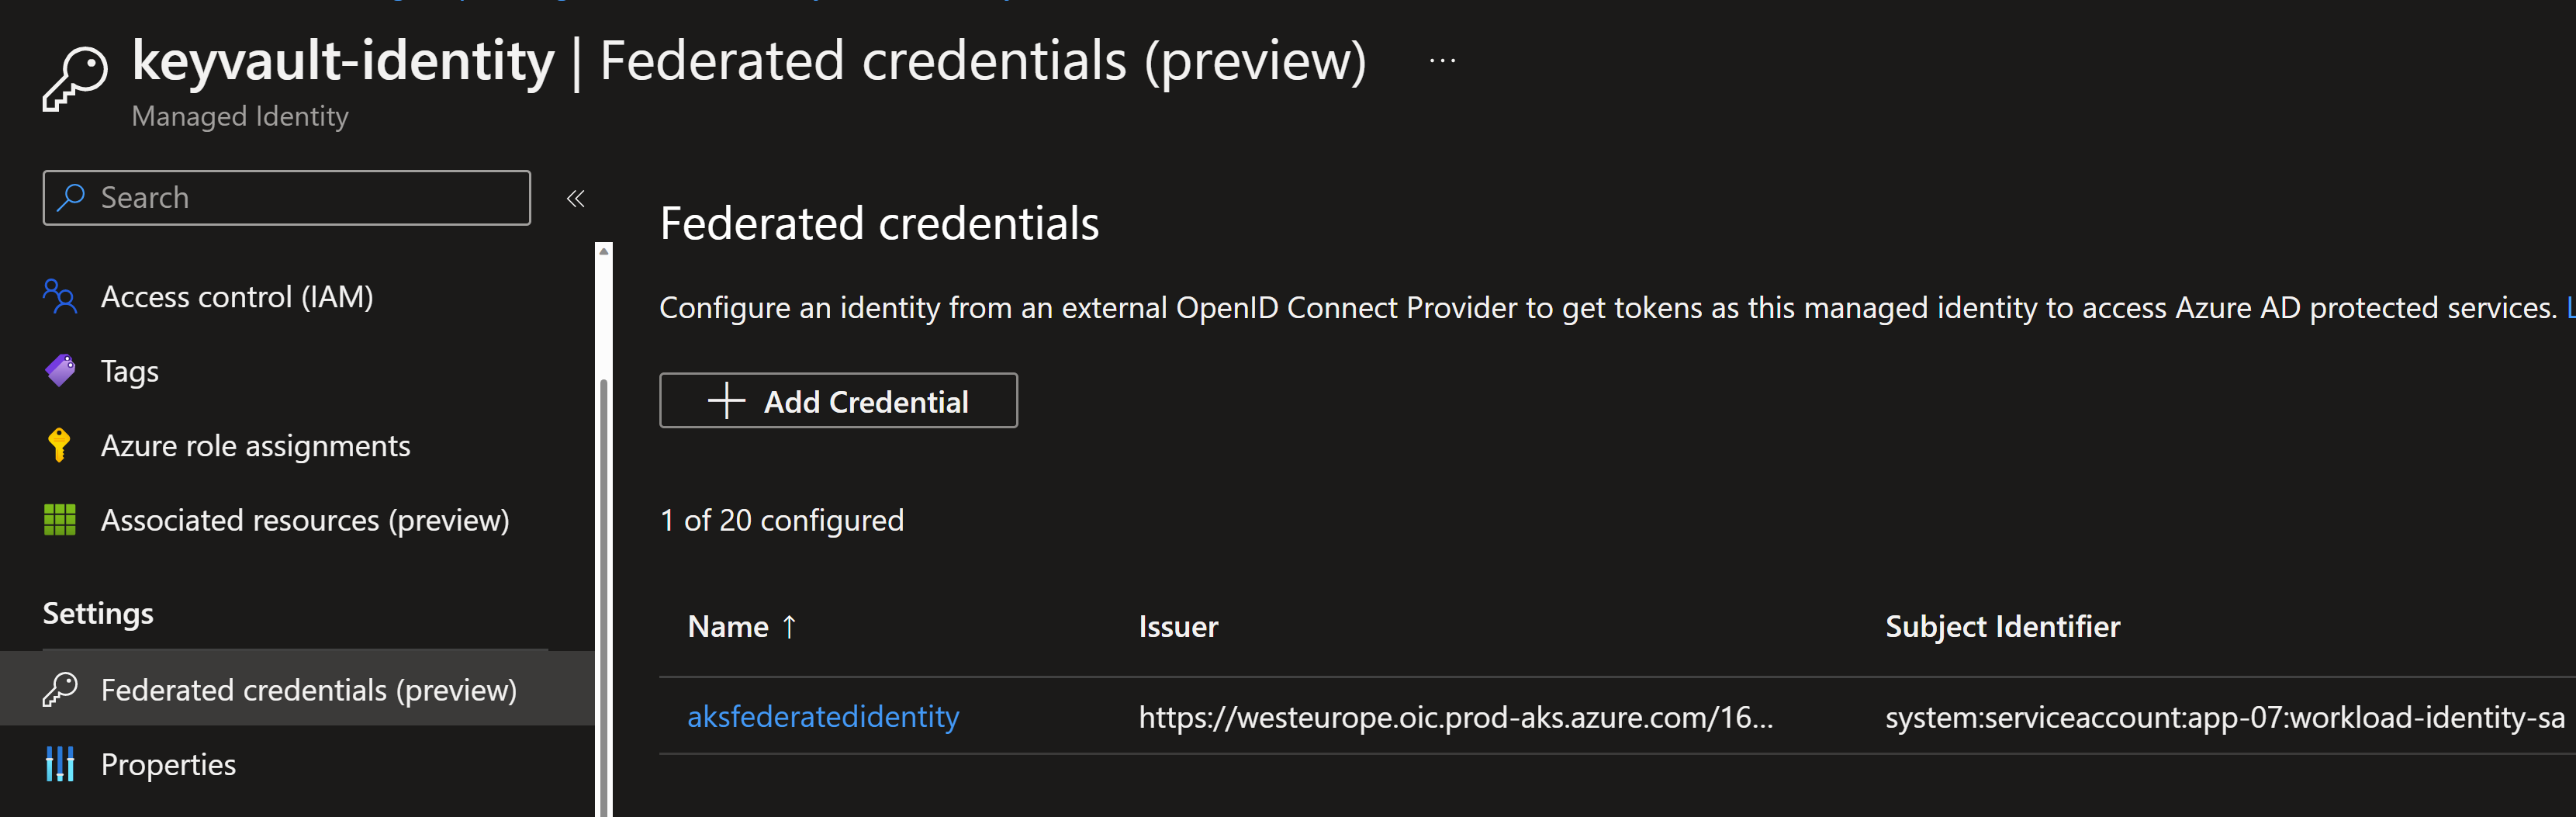 keyvault-identity | Federated credentials (preview) ...
Managed Identity
Search
Access control (IAM)
Tags
Azure role assignments
Associated resources (preview)
Settings
Federated credentials (preview)
Properties
Federated credentials
Configure an identity from an external OpenID Connect Provider to get tokens as this managed identity to access Azure AD protected services.
Add Credential
1 of 20 configured
Name ↑ Issuer Subject Identifier
aksfederatedidentity https://westeurope.oic.prod-aks.azure.com/16... system:serviceaccount:app-07:workload-identity-sa